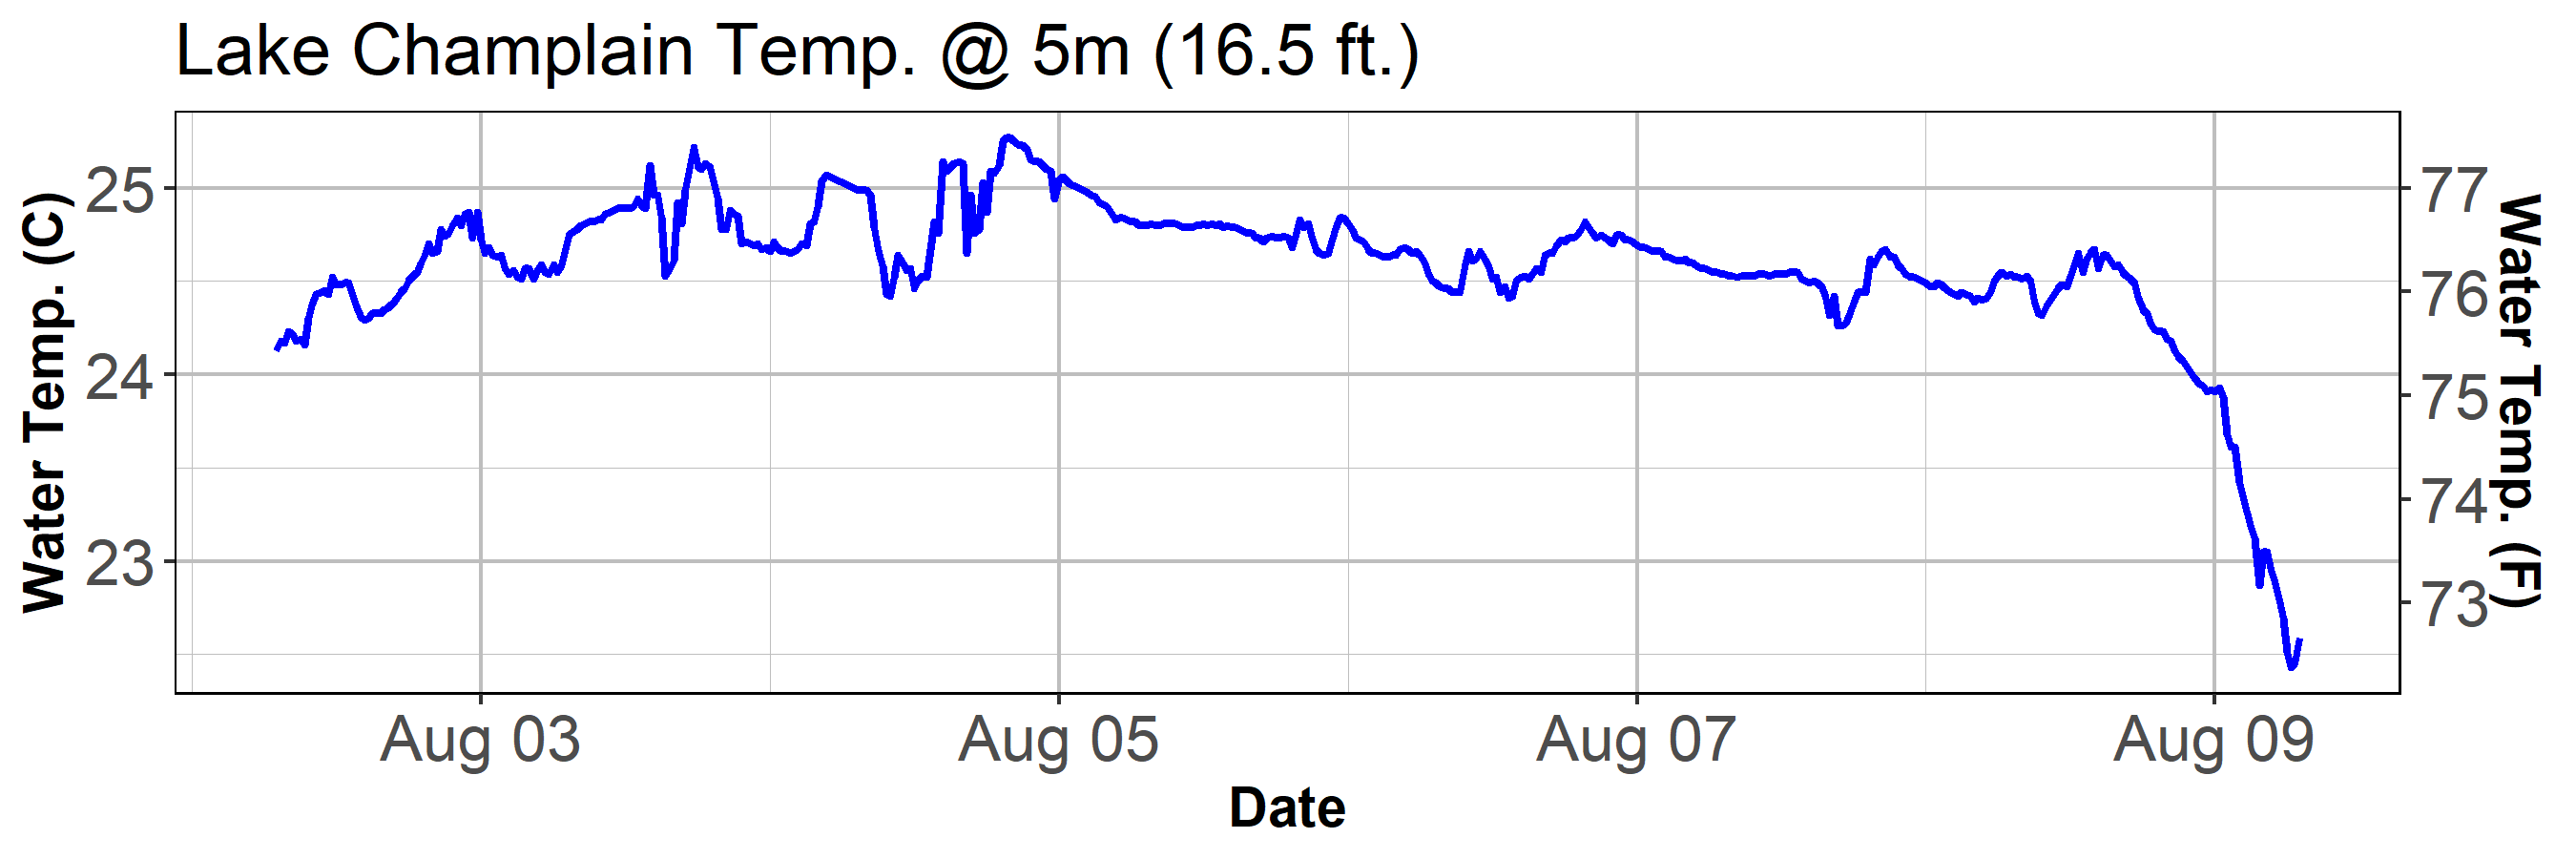 Lake Champlain Temp. @ 5m (16.5 ft.)
Water Temp. (C)
25
24
23
77
76
75
74
73
Water Temp. (F)
Aug 03 Aug 05 Aug 07 Aug 09
Date